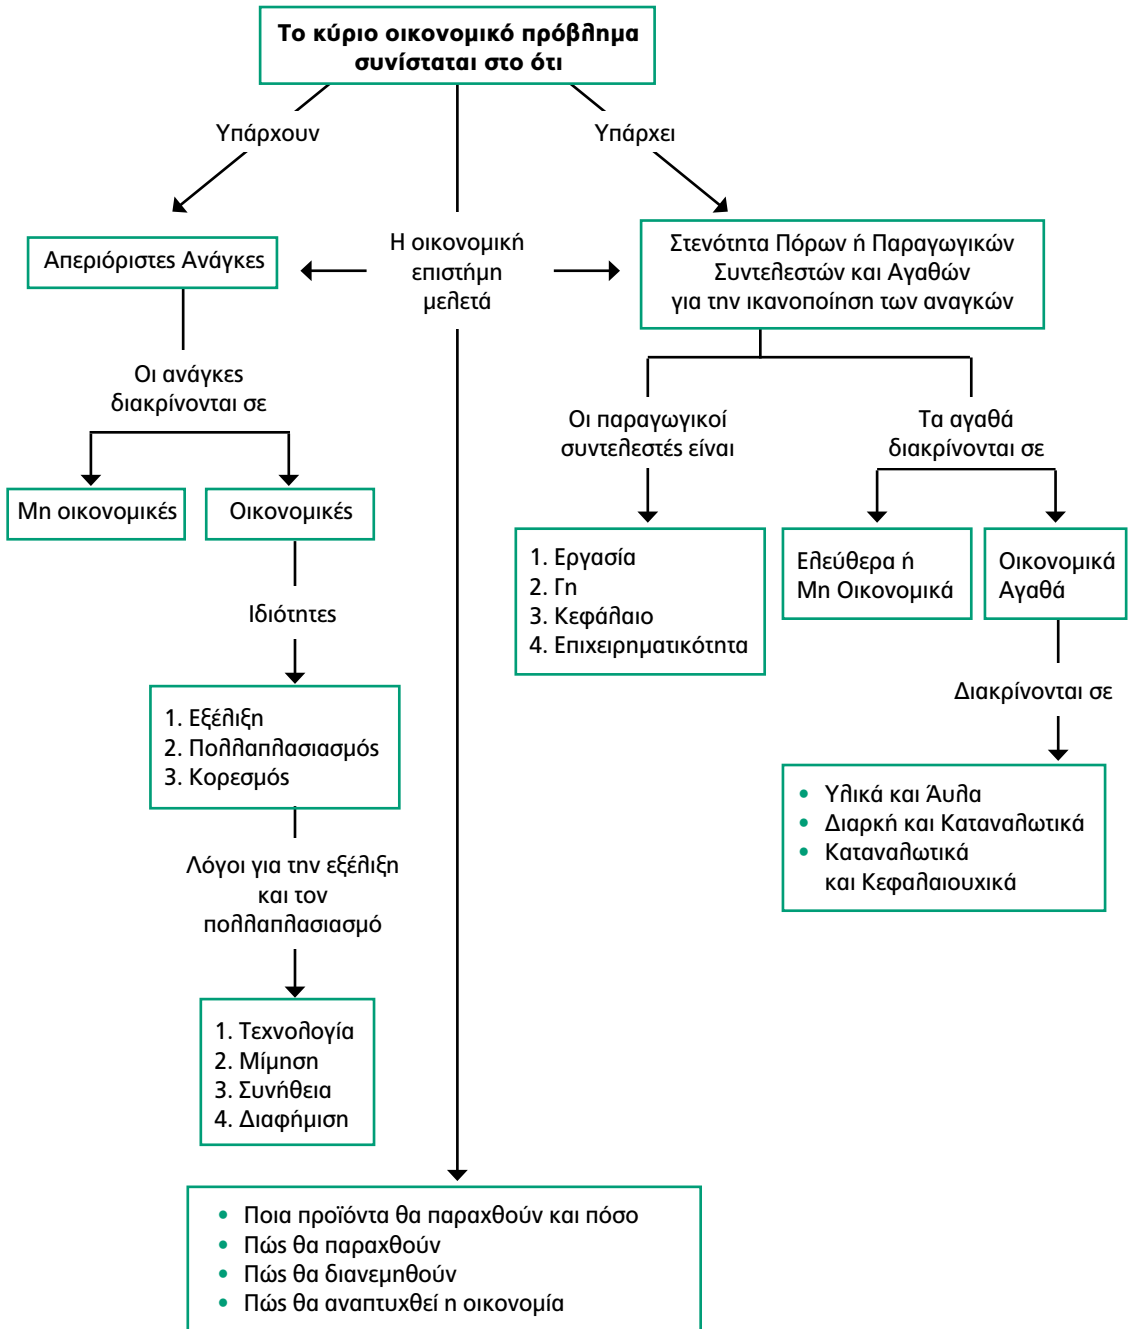 Το κύριο οικονομικό πρόβλημα
συνίσταται στο ότι
Υπάρχουν
Υπάρχει
Απεριόριστες Ανάγκες
Η οικονομική
επιστήμη
μελετά
Στενότητα Πόρων ή Παραγωγικών
Συντελεστών και Αγαθών
για την ικανοποίηση των αναγκών
Οι ανάγκες
διακρίνονται σε
Οι παραγωγικοί
συντελεστές είναι
Τα αγαθά
διακρίνονται σε
Μη οικονομικές
Οικονομικές
1. Εργασία
2. Γη
3. Κεφάλαιο
4. Επιχειρηματικότητα
Ελεύθερα ή
Μη Οικονομικά
Οικονομικά
Αγαθά
Ιδιότητες
Διακρίνονται σε
1. Εξέλιξη
2. Πολλαπλασιασμός
3. Κορεσμός
• Υλικά και Άυλα
• Διαρκή και Καταναλωτικά
• Καταναλωτικά
και Κεφαλαιουχικά
Λόγοι για την εξέλιξη
και τον
πολλαπλασιασμό
1. Τεχνολογία
2. Μίμηση
3. Συνήθεια
4. Διαφήμιση
• Ποια προϊόντα θα παραχθούν και πόσο
• Πώς θα παραχθούν
• Πώς θα διανεμηθούν
• Πώς θα αναπτυχθεί η οικονομία